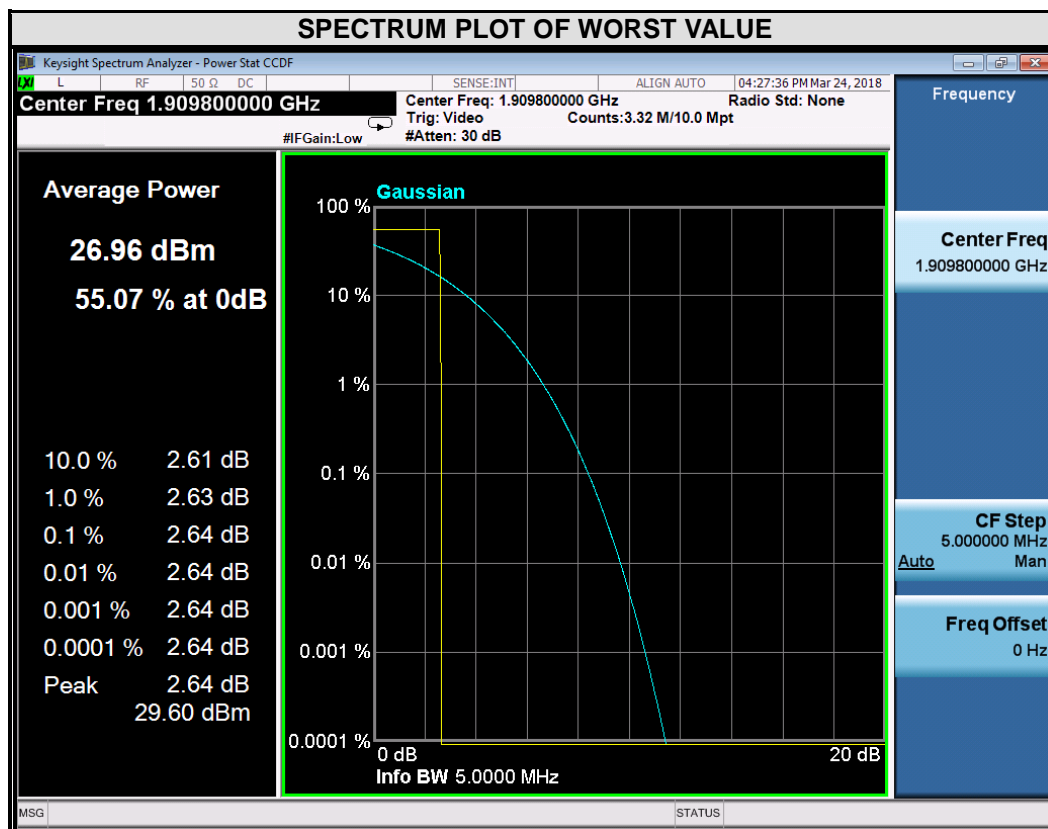 SPECTRUM PLOT OF WORST VALUE
Keysight Spectrum Analyzer - Power Stat CCDF
LXI L RF 50 Ω DC SENSE:INT ALIGN AUTO 04:27:36 PM Mar 24, 2018
Center Freq 1.909800000 GHz
Center Freq: 1.909800000 GHz Radio Std: None
Trig: Video Counts:3.32 M/10.0 Mpt
#IFGain:Low #Atten: 30 dB
Average Power
26.96 dBm
55.07 % at 0dB
10.0 % 2.61 dB
1.0 % 2.63 dB
0.1 % 2.64 dB
0.01 % 2.64 dB
0.001 % 2.64 dB
0.0001 % 2.64 dB
Peak 2.64 dB
29.60 dBm
Gaussian
100 %
10 %
1 %
0.1 %
0.01 %
0.001 %
0.0001 %
0 dB 20 dB
Info BW 5.0000 MHz
Frequency
Center Freq
1.909800000 GHz
CF Step
5.000000 MHz
Auto Man
Freq Offset
0 Hz
MSG STATUS